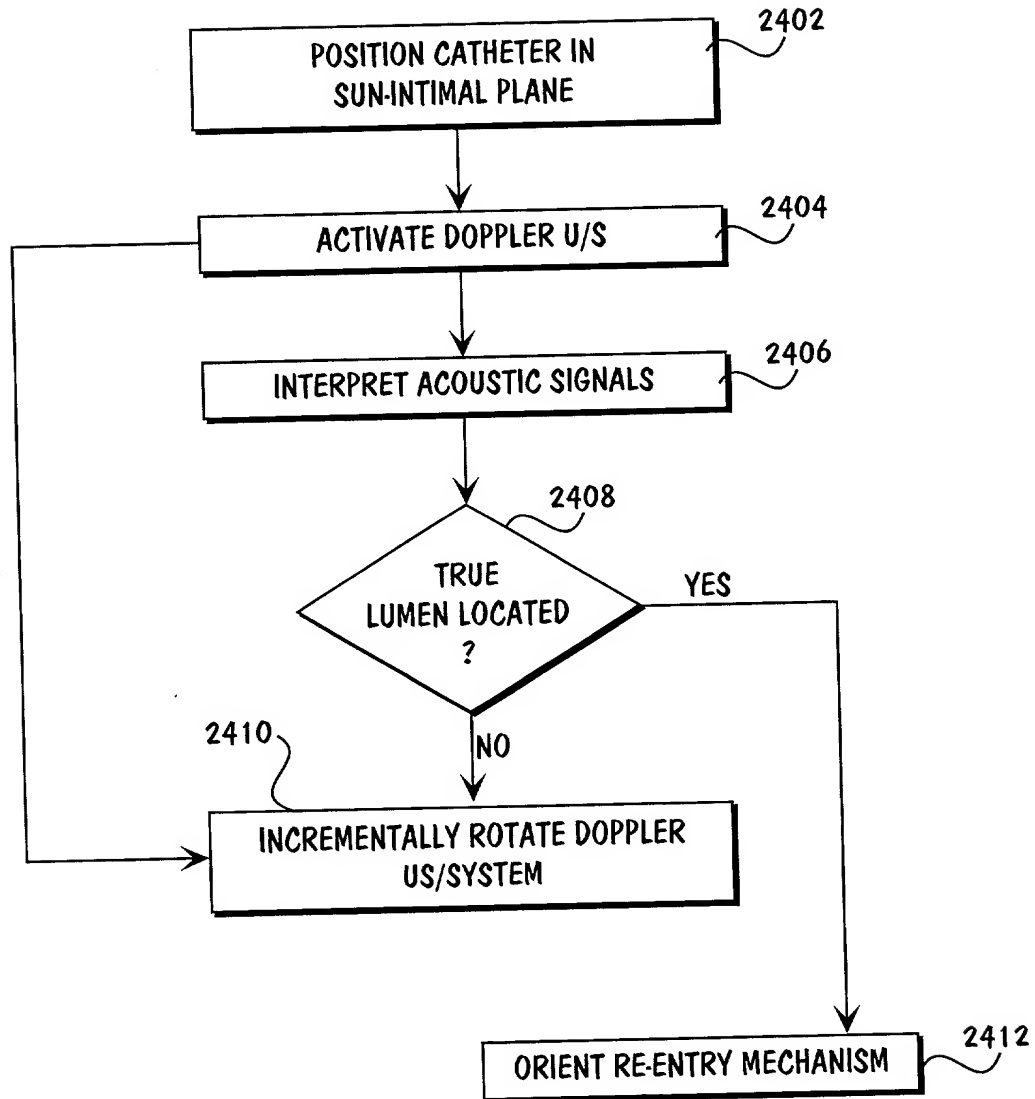 2402
POSITION CATHETER IN
SUN-INTIMAL PLANE
2404
ACTIVATE DOPPLER U/S
2406
INTERPRET ACOUSTIC SIGNALS
2408
TRUE
LUMEN LOCATED
?
YES
NO
2410
INCREMENTALLY ROTATE DOPPLER
US/SYSTEM
2412
ORIENT RE-ENTRY MECHANISM